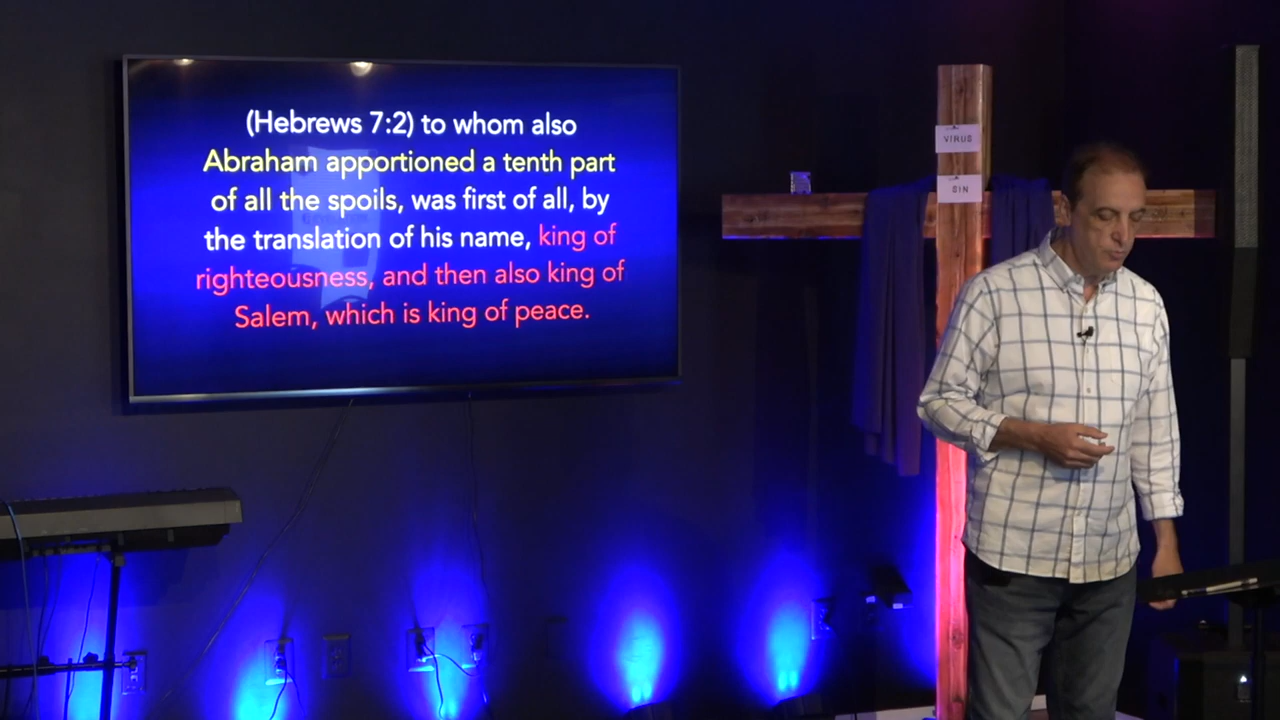 (Hebrews 7:2) to whom also
Abraham apportioned a tenth part
of all the spoils, was first of all, by
the translation of his name, king of
righteousness, and then also king of
Salem, which is king of peace.
VIRUS
SIN